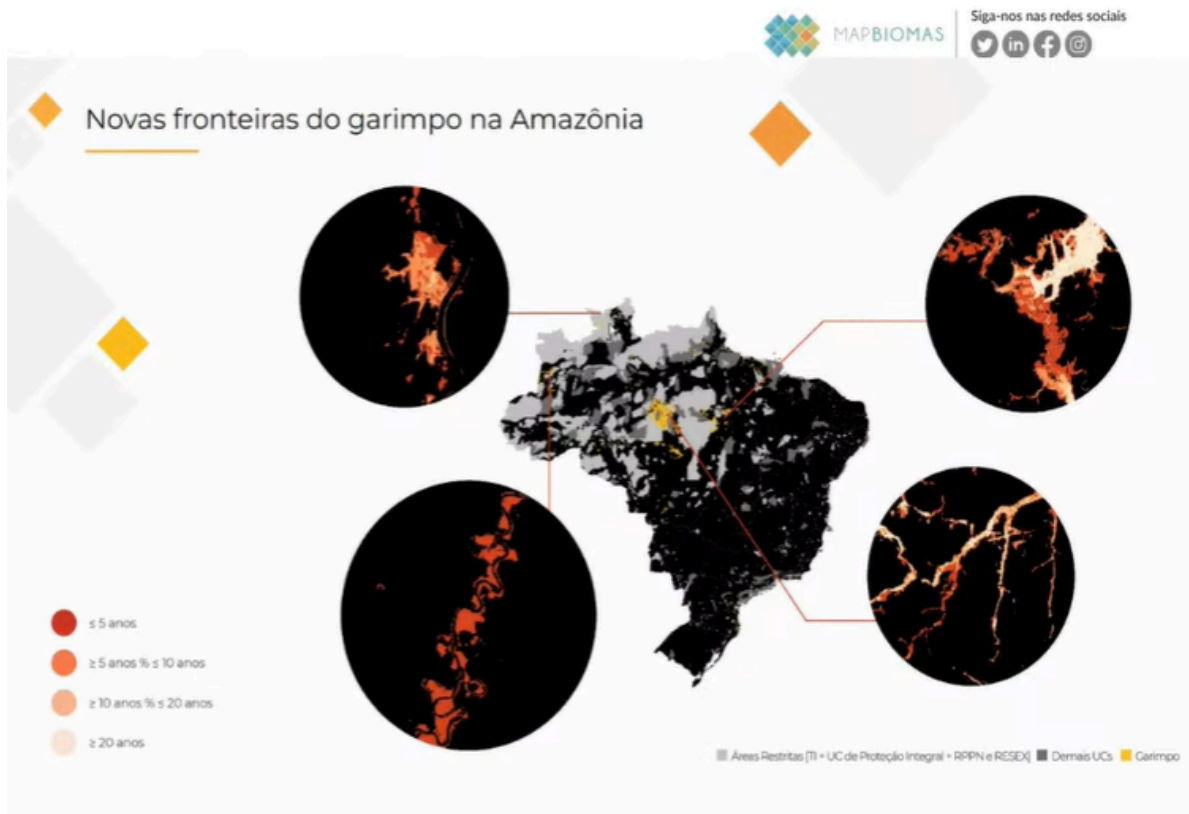 MAPBIOMAS
Siga-nos nas redes sociais
Novas fronteiras do garimpo na Amazônia
≤ 5 anos
≥ 5 anos % ≤ 10 anos
≥ 10 anos % ≤ 20 anos
≥ 20 anos
Áreas Restritas [TI + UC de Proteção Integral + RPPN e RESEX] Demais UCs Garimpo